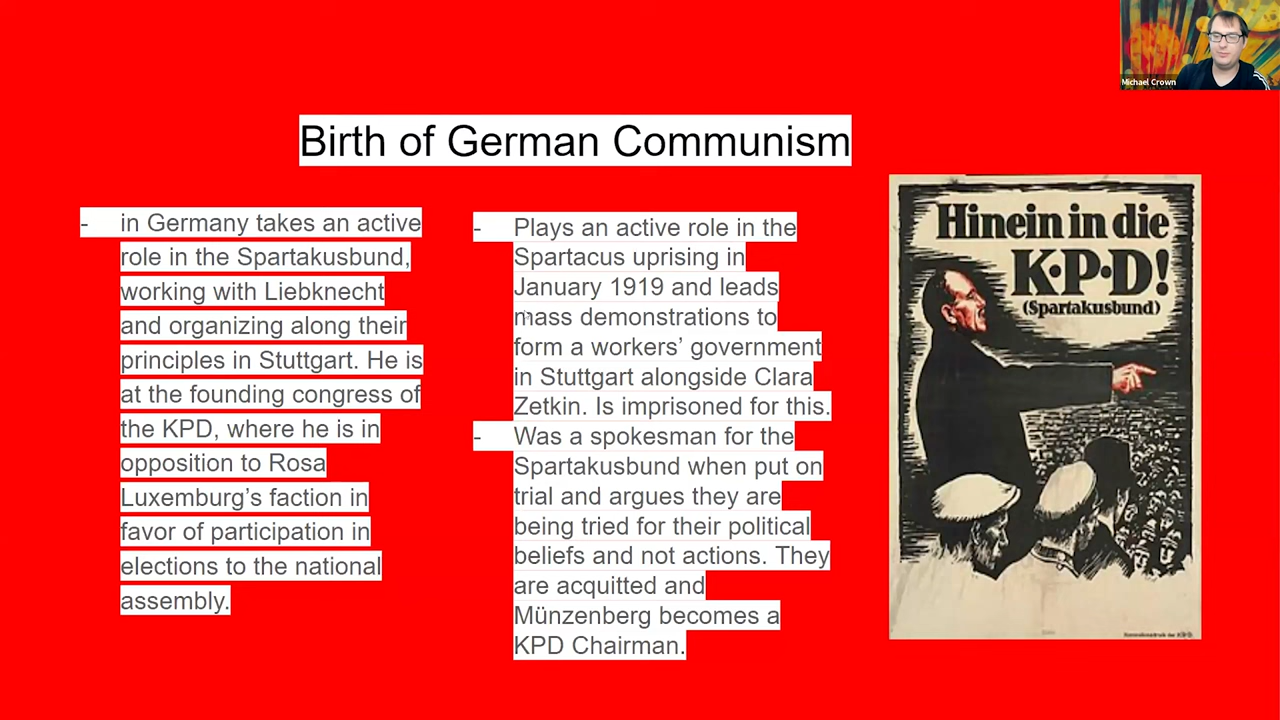 Michael Crown
Birth of German Communism
- in Germany takes an active
role in the Spartakusbund,
working with Liebknecht
and organizing along their
principles in Stuttgart. He is
at the founding congress of
the KPD, where he is in
opposition to Rosa
Luxemburg’s faction in
favor of participation in
elections to the national
assembly.
- Plays an active role in the
Spartacus uprising in
January 1919 and leads
mass demonstrations to
form a workers’ government
in Stuttgart alongside Clara
Zetkin. Is imprisoned for this.
- Was a spokesman for the
Spartakusbund when put on
trial and argues they are
being tried for their political
beliefs and not actions. They
are acquitted and
Münzenberg becomes a
KPD Chairman.
Hinein in die
K·P·D!
(Spartakusbund)